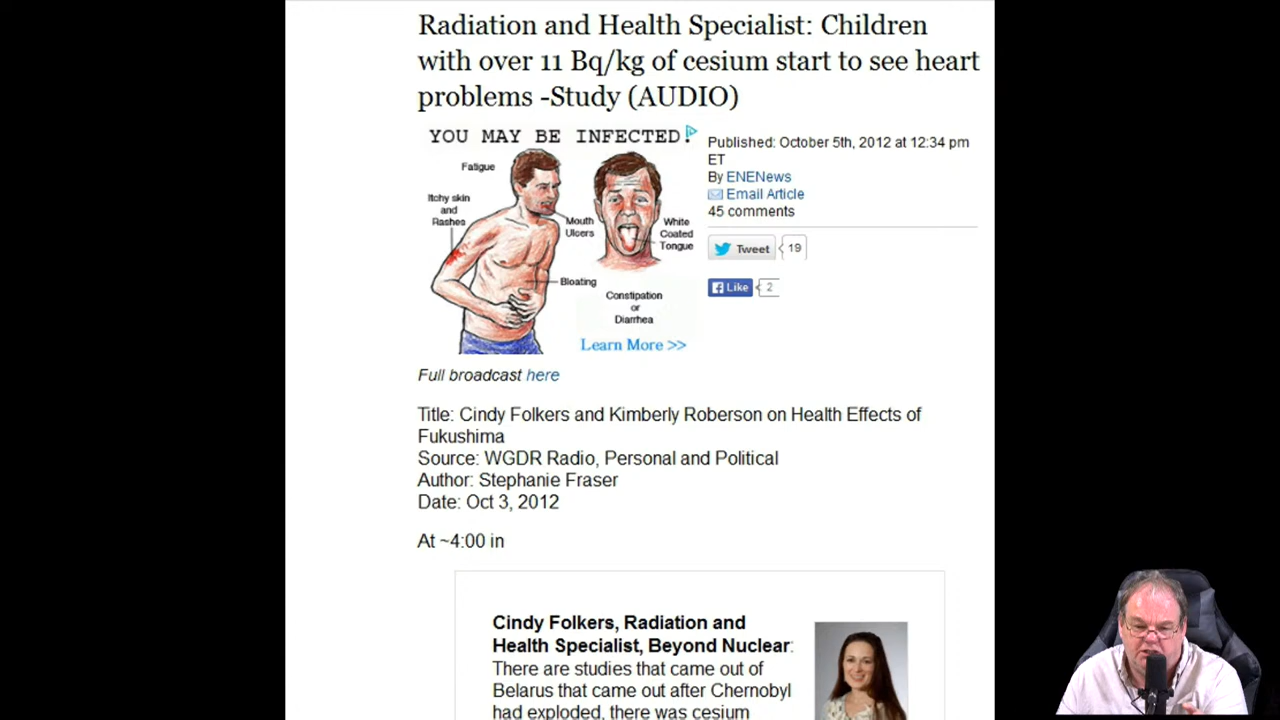 Radiation and Health Specialist: Children
with over 11 Bq/kg of cesium start to see heart
problems -Study (AUDIO)
YOU MAY BE INFECTED!
Fatigue
Itchy skin
and
Rashes
Mouth
Ulcers
White
Coated
Tongue
Bloating
Constipation
or
Diarrhea
Learn More >>
Published: October 5th, 2012 at 12:34 pm
ET
By ENENews
Email Article
45 comments
Tweet 19
Like 2
Full broadcast here
Title: Cindy Folkers and Kimberly Roberson on Health Effects of
Fukushima
Source: WGDR Radio, Personal and Political
Author: Stephanie Fraser
Date: Oct 3, 2012
At ~4:00 in
Cindy Folkers, Radiation and
Health Specialist, Beyond Nuclear:
There are studies that came out of
Belarus that came out after Chernobyl
had exploded, there was cesium